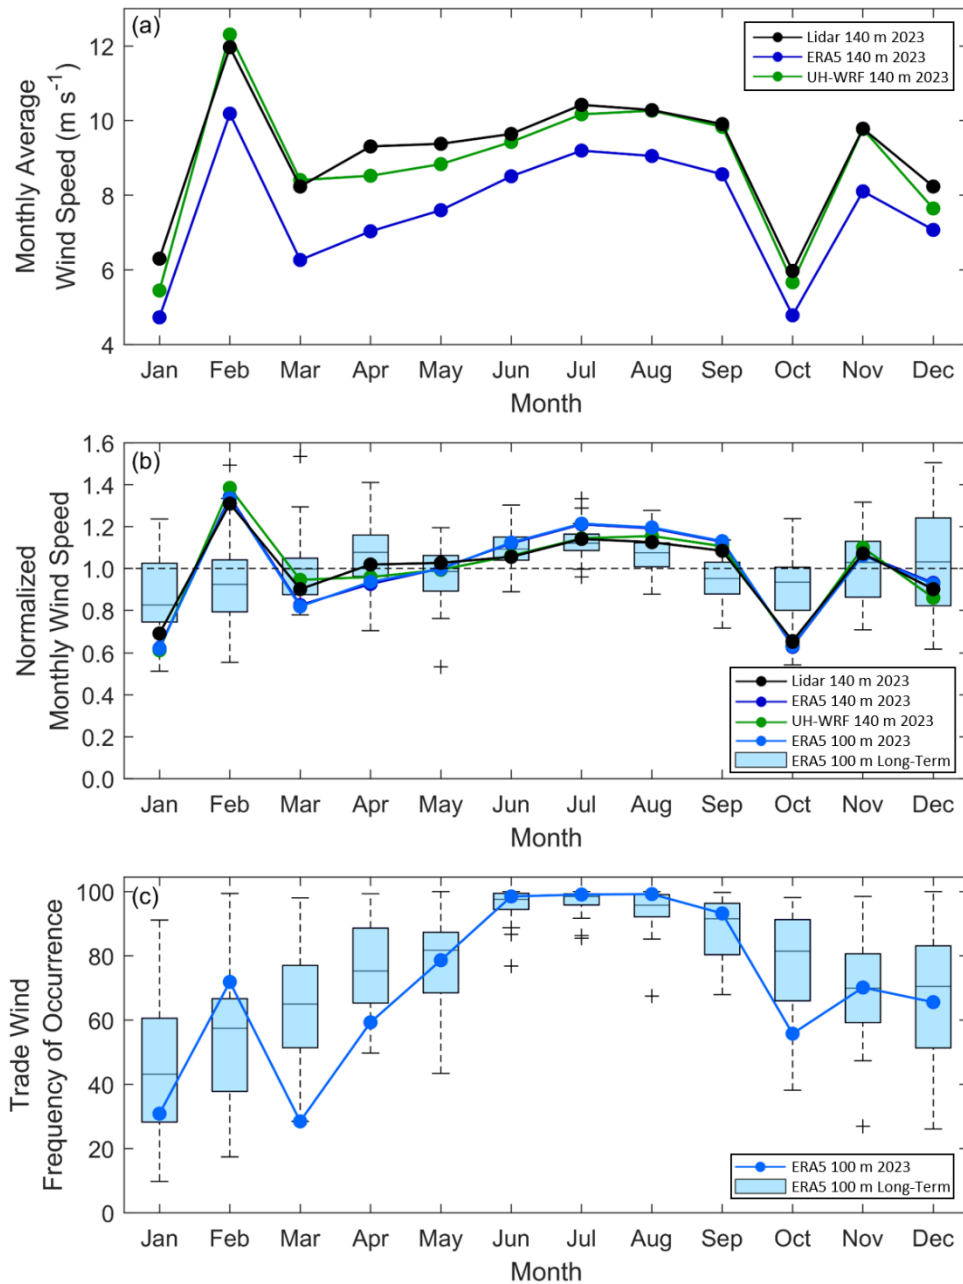 (a)
Lidar 140 m 2023
ERA5 140 m 2023
UH-WRF 140 m 2023
12
10
8
6
4
Monthly Average
Wind Speed (m s⁻¹)
Jan Feb Mar Apr May Jun Jul Aug Sep Oct Nov Dec
Month
(b)
1.6
1.4
1.2
1.0
0.8
0.6
0.4
0.2
0.0
Normalized
Monthly Wind Speed
Lidar 140 m 2023
ERA5 140 m 2023
UH-WRF 140 m 2023
ERA5 100 m 2023
ERA5 100 m Long-Term
Jan Feb Mar Apr May Jun Jul Aug Sep Oct Nov Dec
Month
(c)
100
80
60
40
20
0
Trade Wind
Frequency of Occurrence
ERA5 100 m 2023
ERA5 100 m Long-Term
Jan Feb Mar Apr May Jun Jul Aug Sep Oct Nov Dec
Month